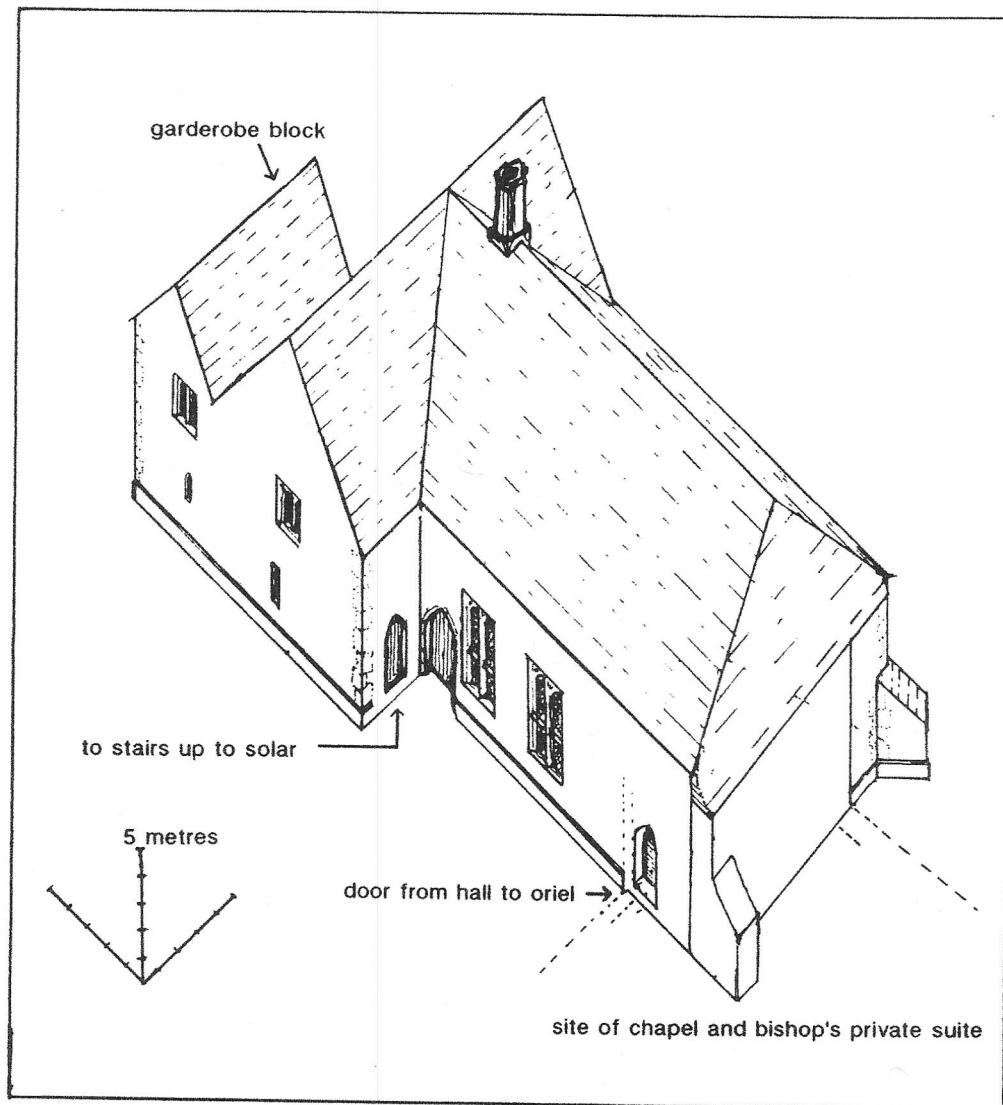 garderobe block
to stairs up to solar
5 metres
door from hall to oriel
site of chapel and bishop's private suite